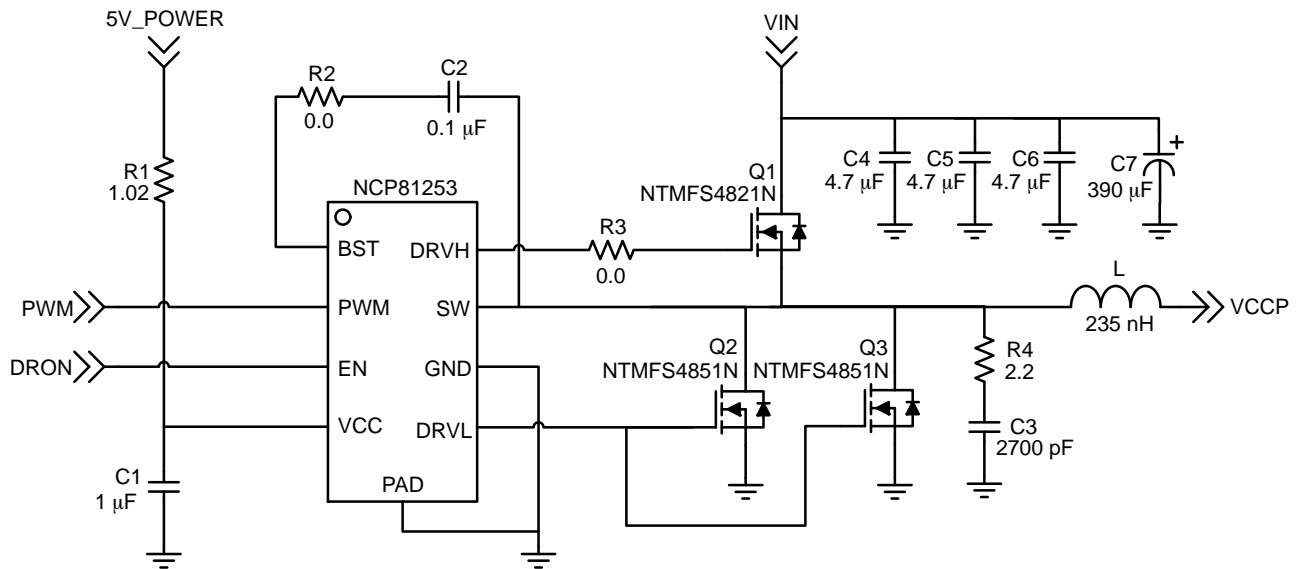 5V_POWER
VIN
R2
0.0
C2
0.1 μF
R1
1.02
NCP81253
BST
PWM
EN
VCC
DRVH
SW
GND
DRVL
PAD
R3
0.0
Q1
NTMFS4821N
C4
4.7 μF
C5
4.7 μF
C6
4.7 μF
C7
390 μF
+
L
235 nH
VCCP
PWM
DRON
Q2
NTMFS4851N
Q3
NTMFS4851N
R4
2.2
C3
2700 pF
C1
1 μF